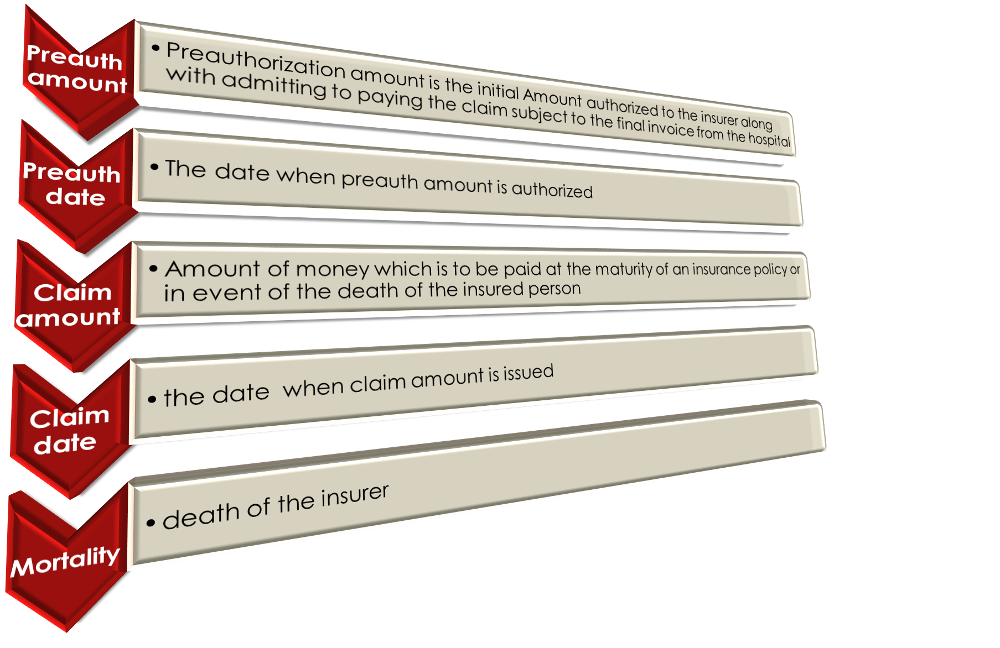 Preauth
amount
• Preauthorization amount is the initial Amount authorized to the insurer along
with admitting to paying the claim subject to the final invoice from the hospital
Preauth
date
• The date when preauth amount is authorized
Claim
amount
• Amount of money which is to be paid at the maturity of an insurance policy or
in event of the death of the insured person
Claim
date
• the date when claim amount is issued
Mortality
• death of the insurer